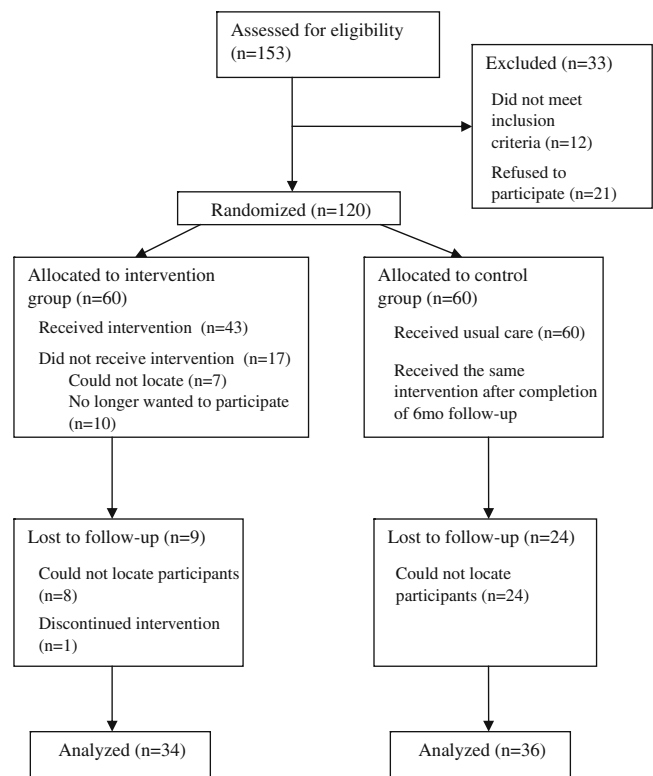 Assessed for eligibility
(n=153)
Excluded (n=33)
Did not meet
inclusion
criteria (n=12)
Refused to
participate (n=21)
Randomized (n=120)
Allocated to intervention
group (n=60)
Received intervention (n=43)
Did not receive intervention (n=17)
Could not locate (n=7)
No longer wanted to participate
(n=10)
Allocated to control
group (n=60)
Received usual care (n=60)
Received the same
intervention after completion
of 6mo follow-up
Lost to follow-up (n=9)
Could not locate participants
(n=8)
Discontinued intervention
(n=1)
Lost to follow-up (n=24)
Could not locate
participants (n=24)
Analyzed (n=34)
Analyzed (n=36)